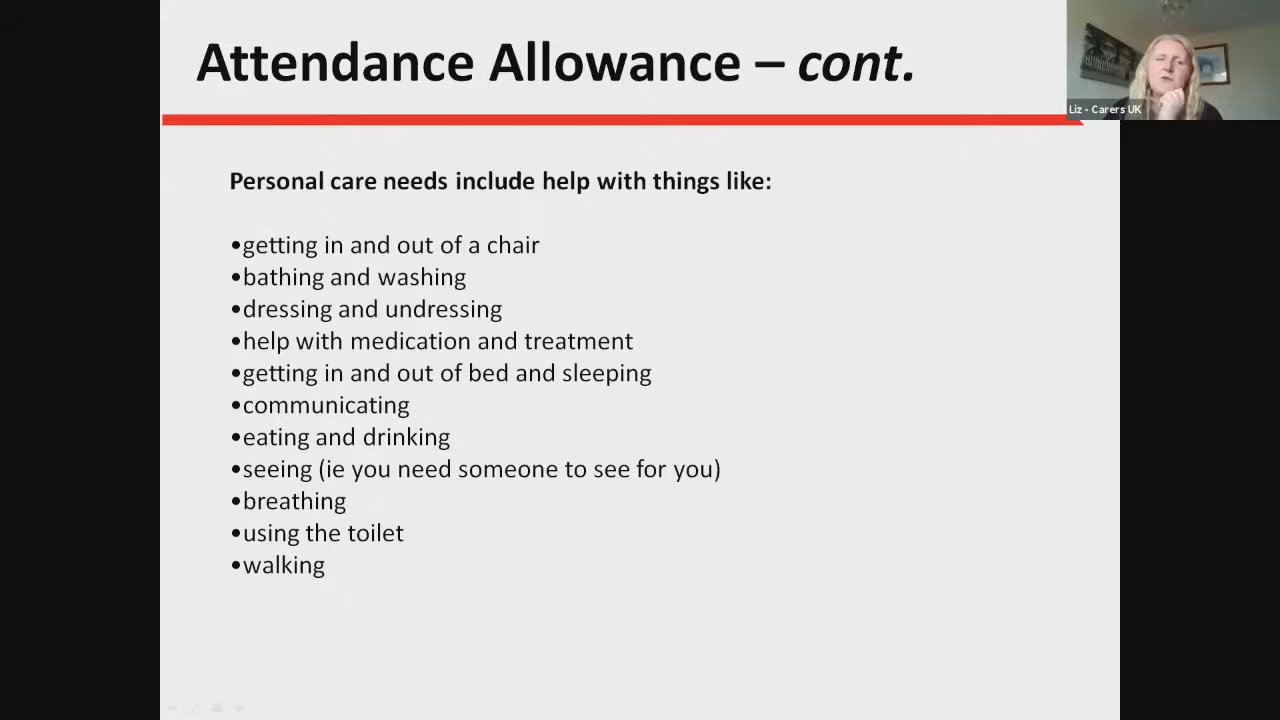 Attendance Allowance – cont.
Liz - Carers UK
Personal care needs include help with things like:
•getting in and out of a chair
•bathing and washing
•dressing and undressing
•help with medication and treatment
•getting in and out of bed and sleeping
•communicating
•eating and drinking
•seeing (ie you need someone to see for you)
•breathing
•using the toilet
•walking